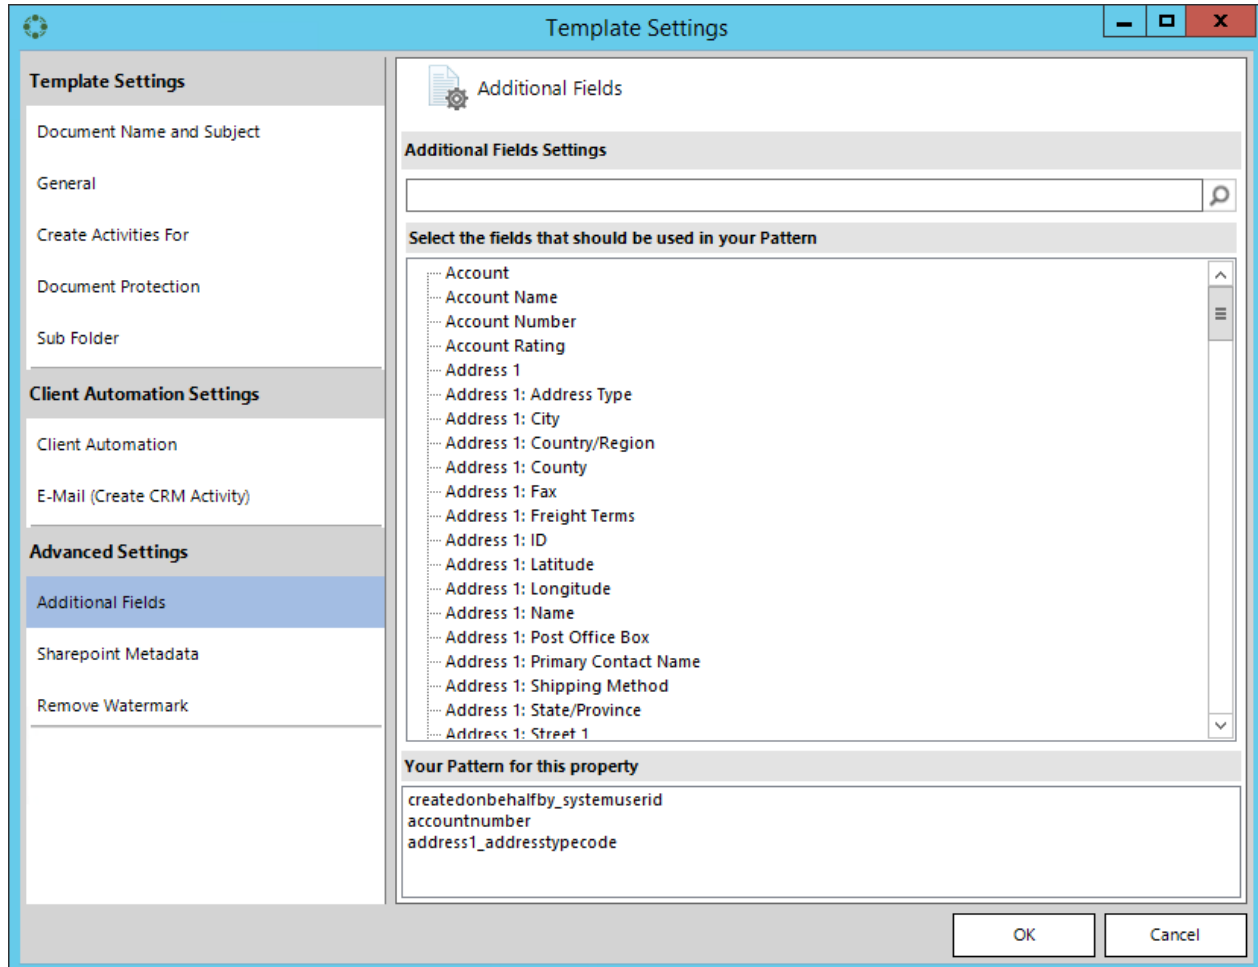 Template Settings
Template Settings
Document Name and Subject
General
Create Activities For
Document Protection
Sub Folder
Client Automation Settings
Client Automation
E-Mail (Create CRM Activity)
Advanced Settings
Additional Fields
Sharepoint Metadata
Remove Watermark
Additional Fields
Additional Fields Settings
Select the fields that should be used in your Pattern
Account
Account Name
Account Number
Account Rating
Address 1
Address 1: Address Type
Address 1: City
Address 1: Country/Region
Address 1: County
Address 1: Fax
Address 1: Freight Terms
Address 1: ID
Address 1: Latitude
Address 1: Longitude
Address 1: Name
Address 1: Post Office Box
Address 1: Primary Contact Name
Address 1: Shipping Method
Address 1: State/Province
Address 1: Street 1
Your Pattern for this property
createdonbehalfby_systemuserid
accountnumber
address1_addresstypecode
OK
Cancel